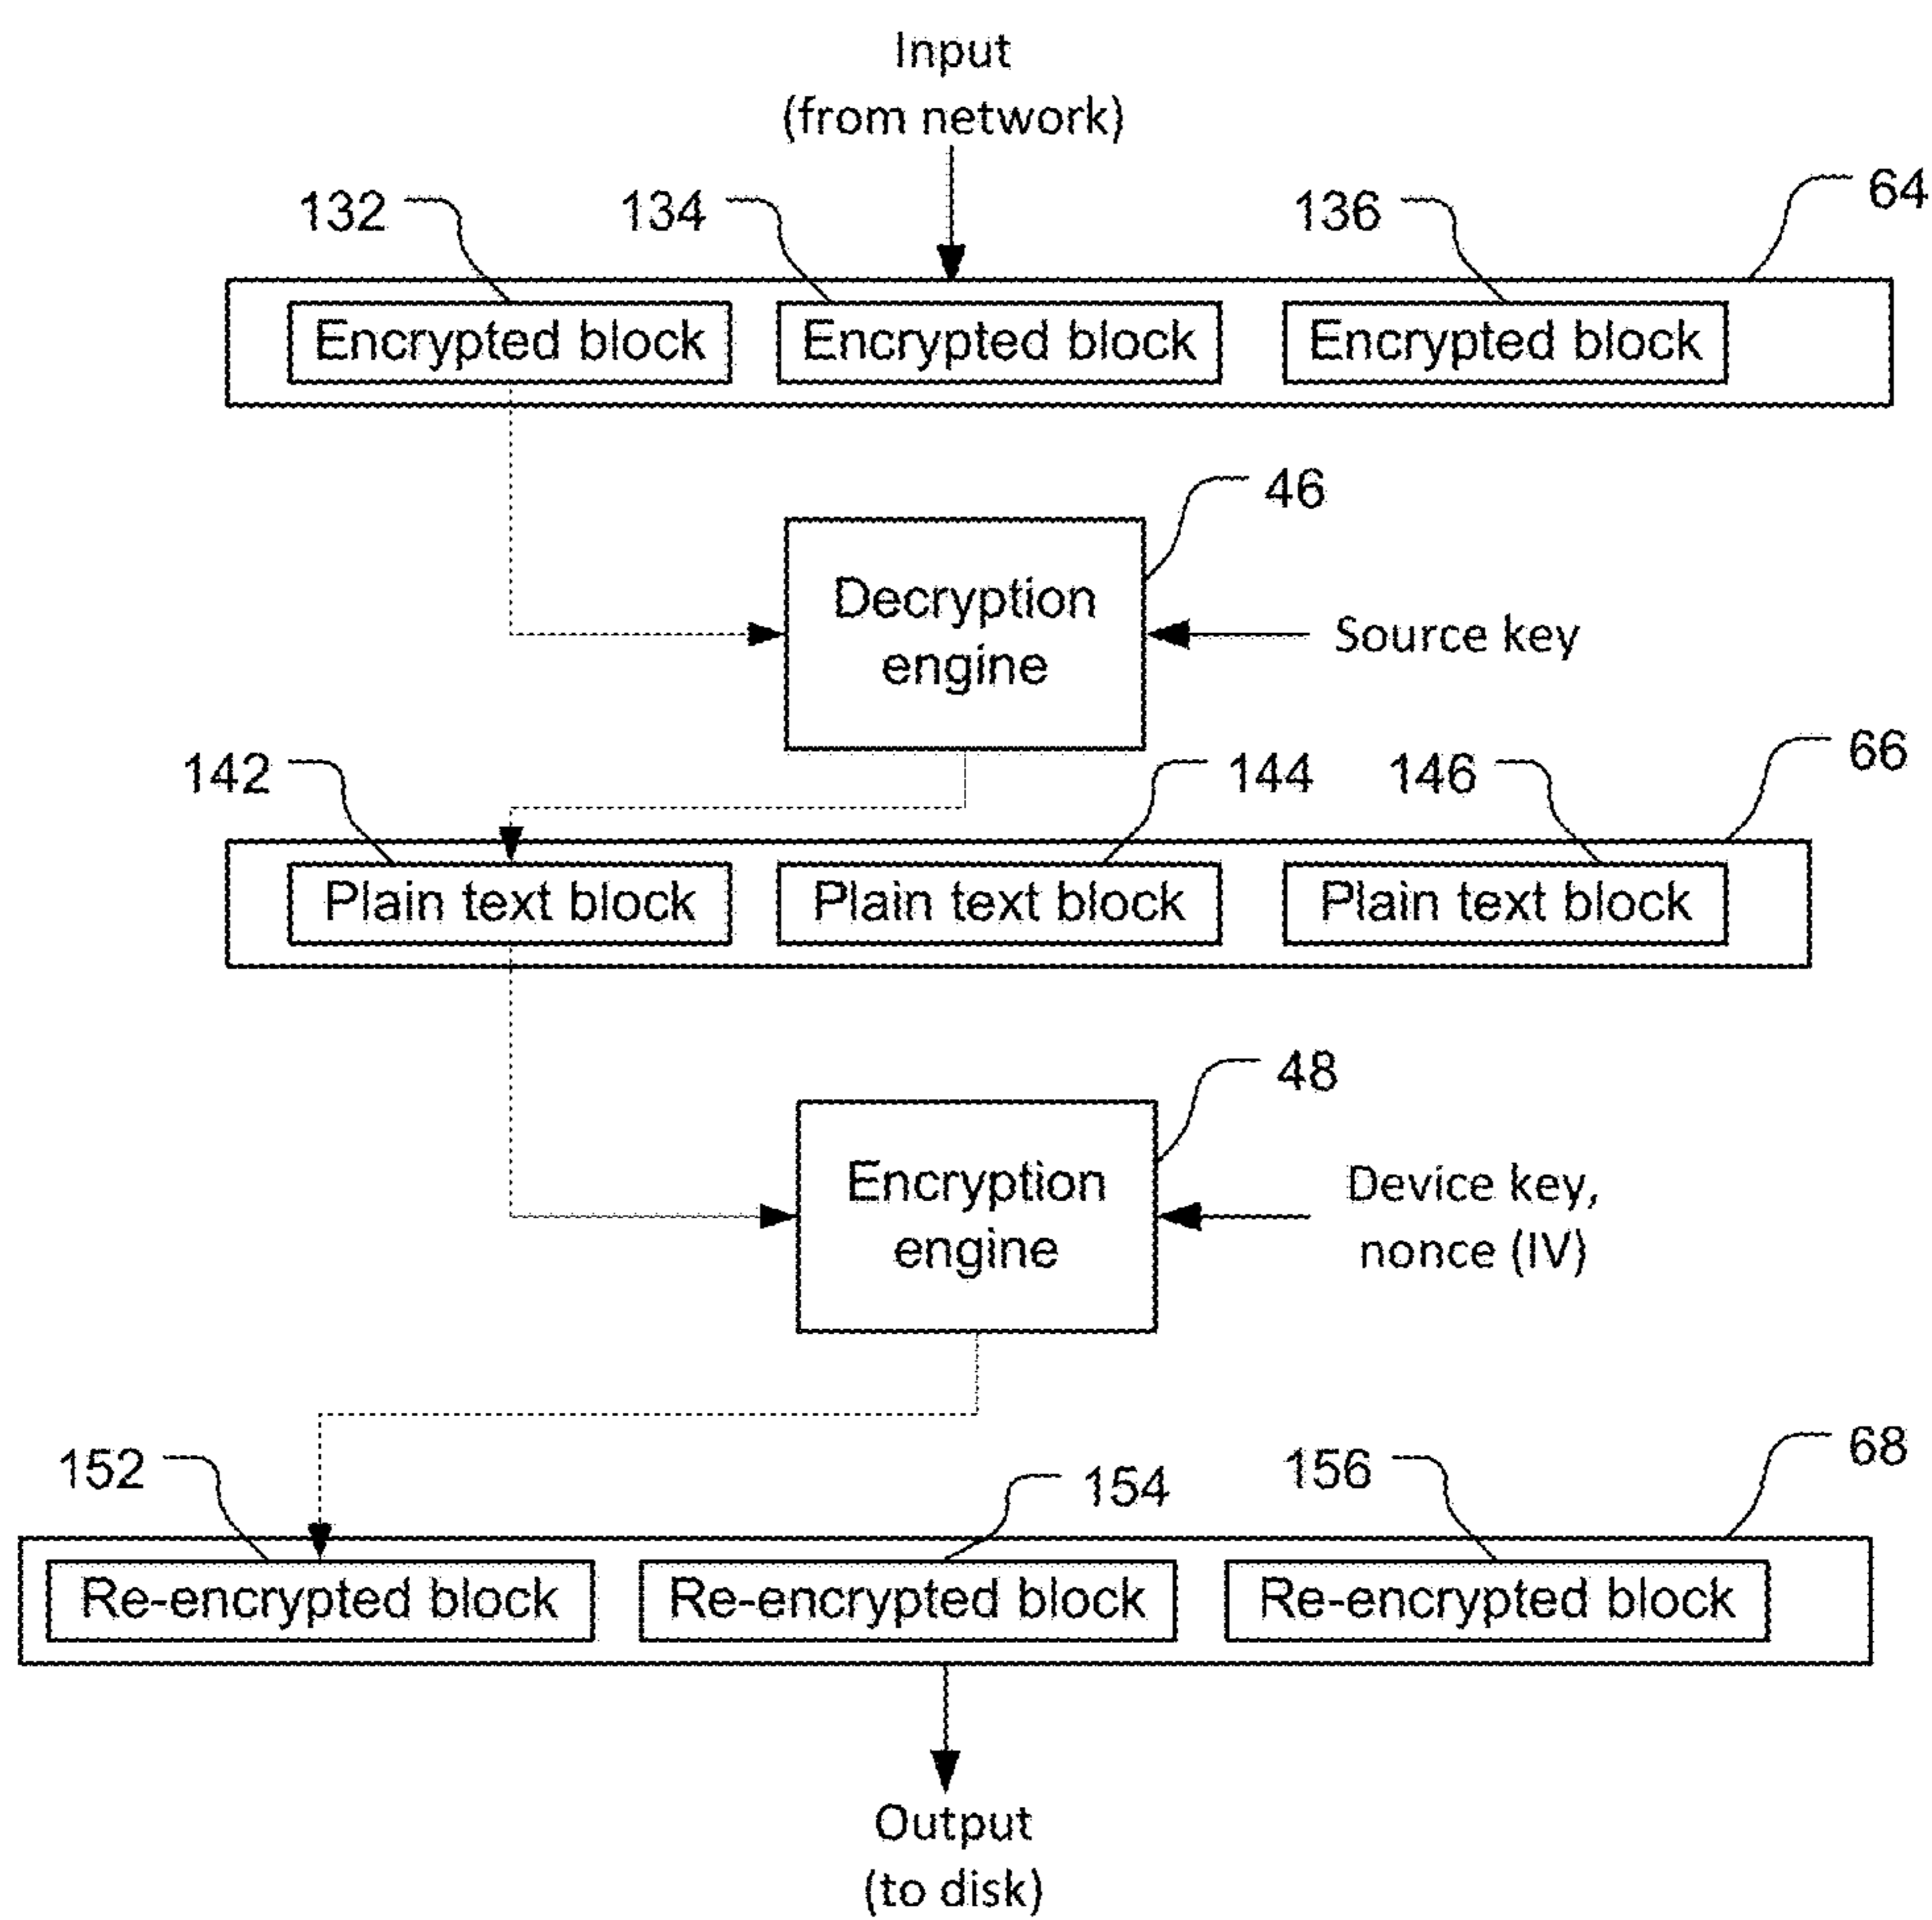 Input
(from network)
132
134
136
64
Encrypted block
Encrypted block
Encrypted block
46
Decryption
engine
Source key
142
144
146
66
Plain text block
Plain text block
Plain text block
48
Encryption
engine
Device key,
nonce (IV)
152
154
156
68
Re-encrypted block
Re-encrypted block
Re-encrypted block
Output
(to disk)